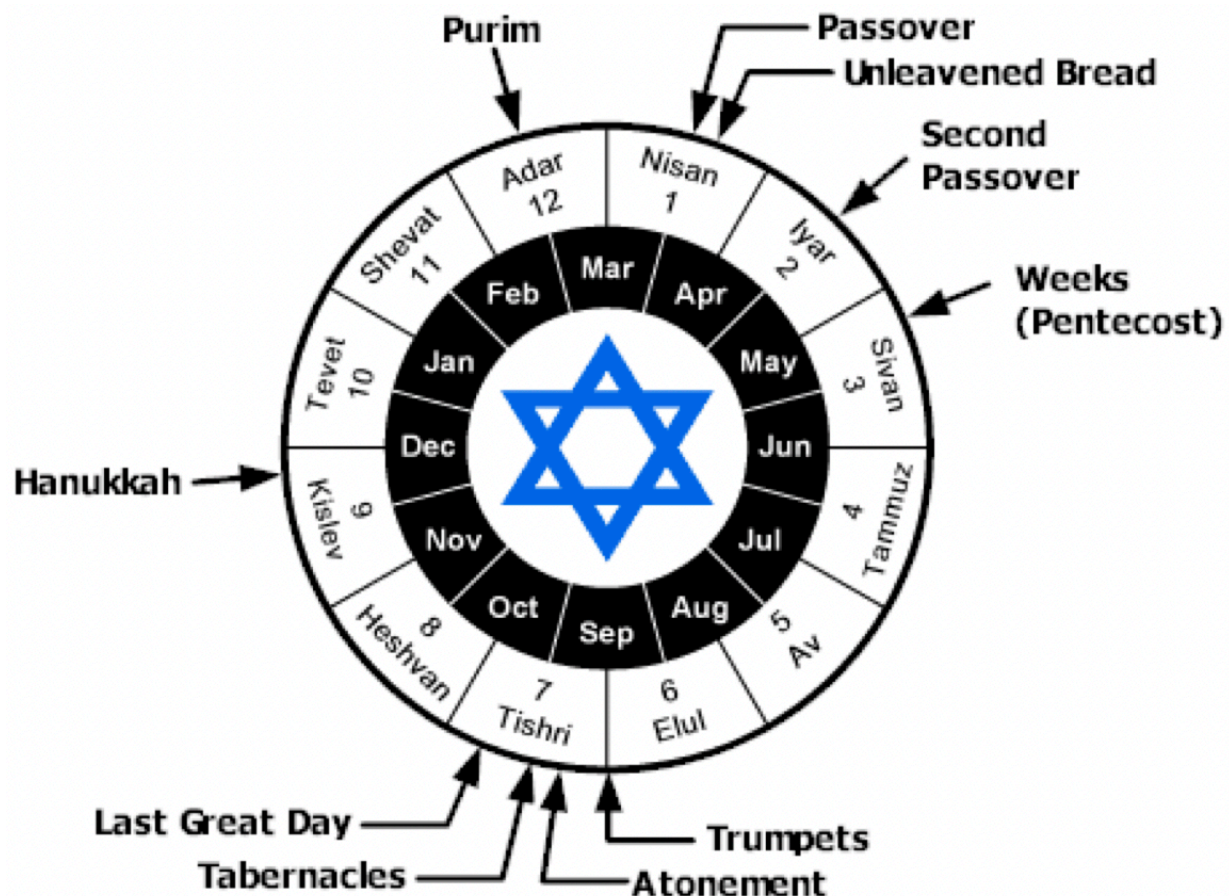 Purim
Passover
Unleavened Bread
Second
Passover
Weeks
(Pentecost)
Hanukkah
Last Great Day
Tabernacles
Atonement
Trumpets
Nisan
1
Iyar
2
Sivan
3
Tammuz
4
Av
5
Elul
6
Tishri
7
Heshvan
8
Kislev
9
Tevet
10
Shevat
11
Adar
12
Mar
Apr
May
Jun
Jul
Aug
Sep
Oct
Nov
Dec
Jan
Feb